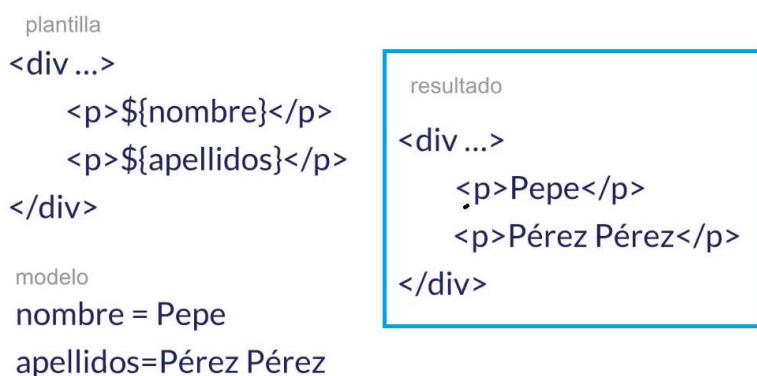 plantilla
<div ...>
<p>${nombre}</p>
<p>${apellidos}</p>
</div>
modelo
nombre = Pepe
apellidos=Pérez Pérez
resultado
<div ...>
<p>Pepe</p>
<p>Pérez Pérez</p>
</div>